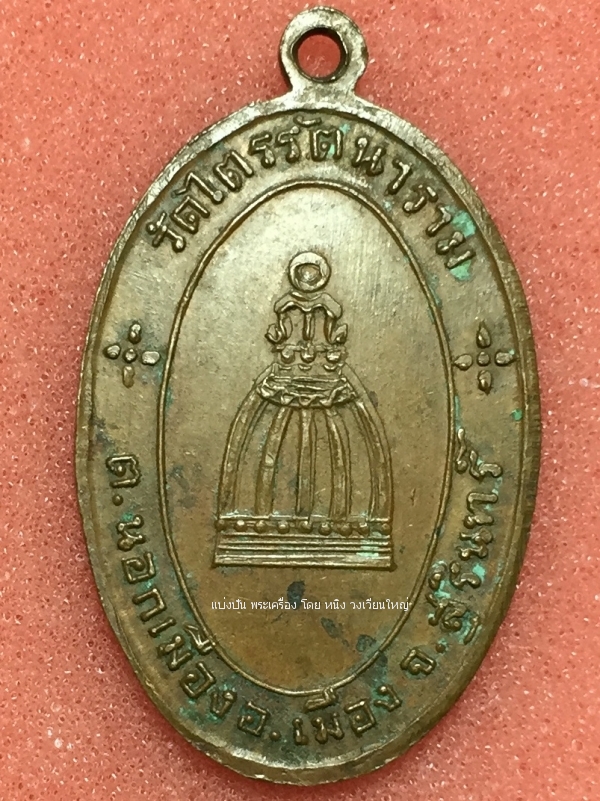 วัดไตรรัตนาราม
ต.นอกเมือง อ.เมือง จ.สุรินทร์
แบ่งปัน พระเครื่อง โดย หนิง วงเวียนใหญ่